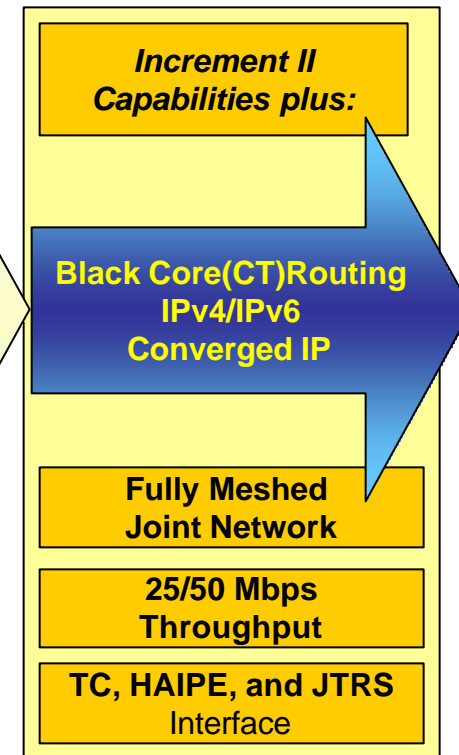 Increment II
Capabilities plus:
Black Core(CT)Routing
IPv4/IPv6
Converged IP
Fully Meshed
Joint Network
25/50 Mbps
Throughput
TC, HAIPE, and JTRS
Interface